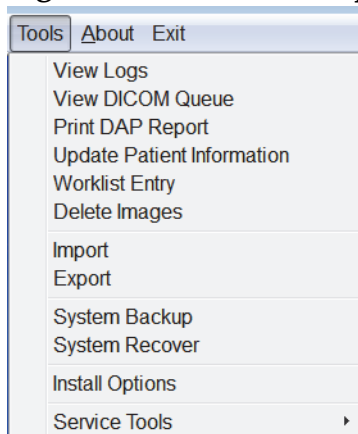 Tools About Exit
View Logs
View DICOM Queue
Print DAP Report
Update Patient Information
Worklist Entry
Delete Images
Import
Export
System Backup
System Recover
Install Options
Service Tools